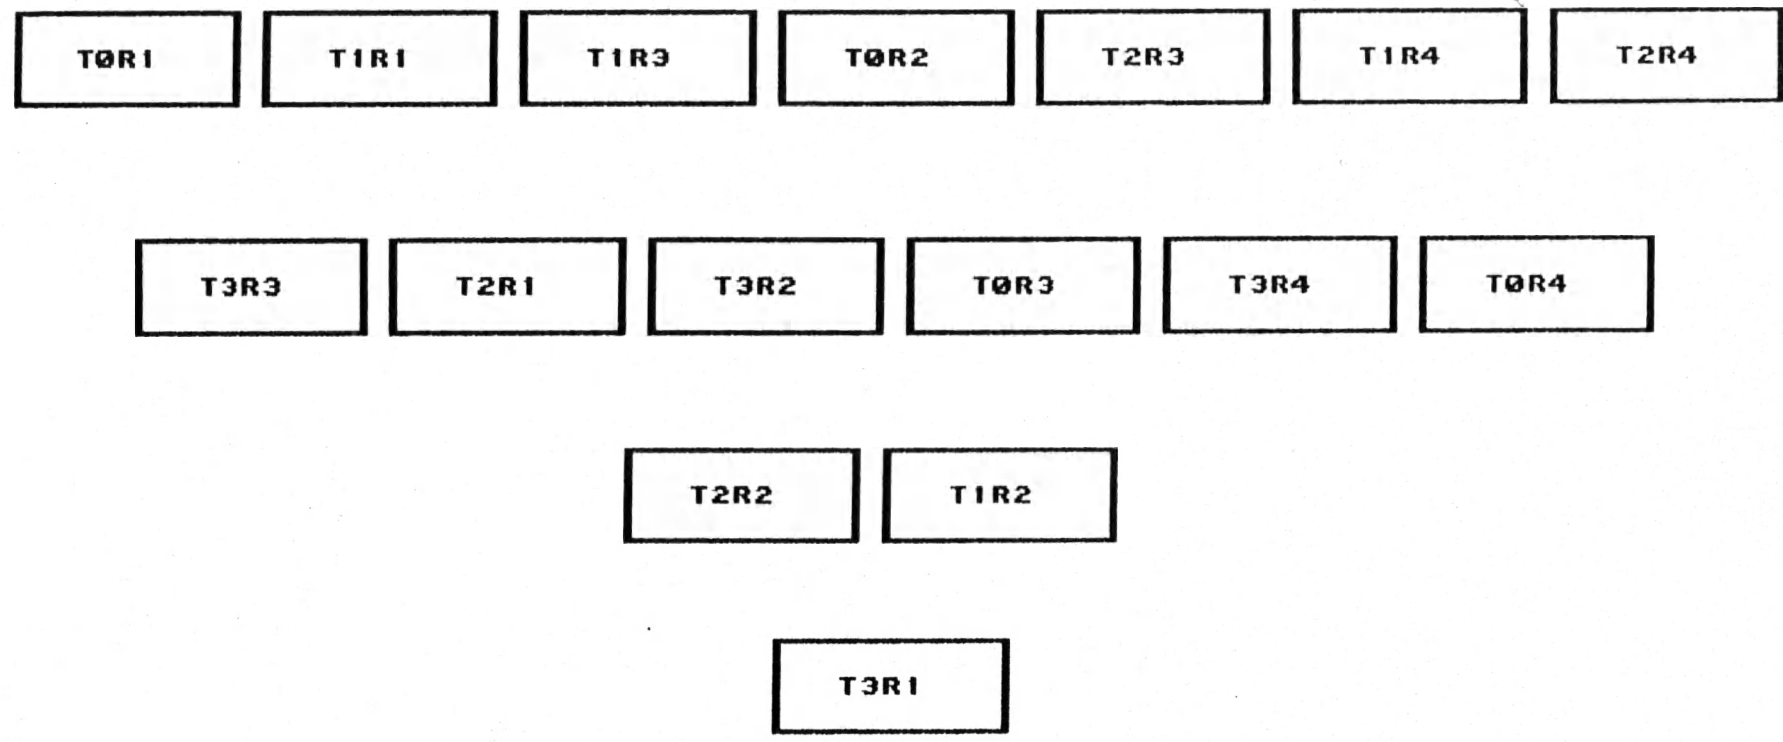 TØR1 T1R1 T1R3 TØR2 T2R3 T1R4 T2R4
T3R3 T2R1 T3R2 TØR3 T3R4 TØR4
T2R2 T1R2
T3R1